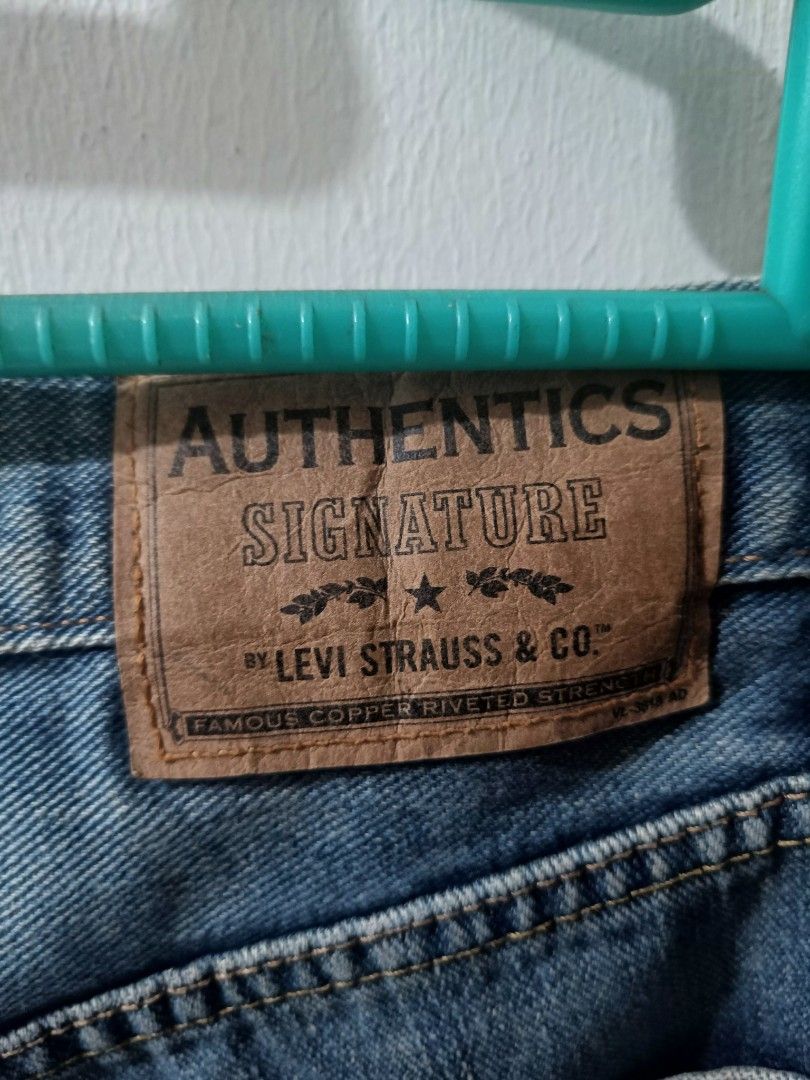 AUTHENTICS
SIGNATURE
BY LEVI STRAUSS & CO.™
FAMOUS COPPER RIVETED STRENGTH